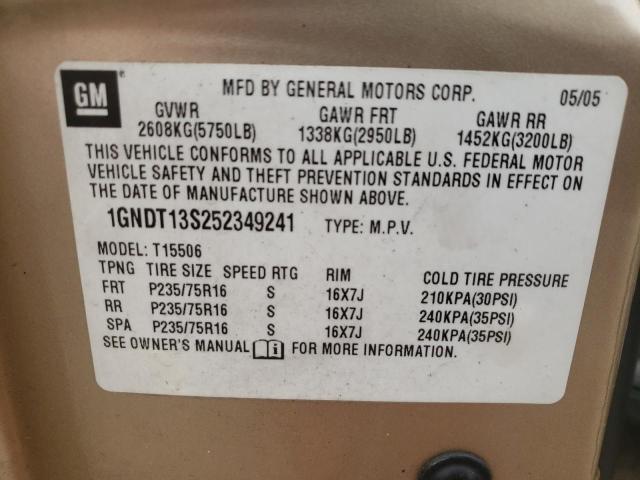 GM
MFD BY GENERAL MOTORS CORP. 05/05
GVWR GAWR FRT GAWR RR
2608KG(5750LB) 1338KG(2950LB) 1452KG(3200LB)
THIS VEHICLE CONFORMS TO ALL APPLICABLE U.S. FEDERAL MOTOR
VEHICLE SAFETY AND THEFT PREVENTION STANDARDS IN EFFECT ON
THE DATE OF MANUFACTURE SHOWN ABOVE.
1GNDT13S252349241 TYPE: M.P.V.
MODEL: T15506
TPNG TIRE SIZE SPEED RTG RIM COLD TIRE PRESSURE
FRT P235/75R16 S 16X7J 210KPA(30PSI)
RR P235/75R16 S 16X7J 240KPA(35PSI)
SPA P235/75R16 S 16X7J 240KPA(35PSI)
SEE OWNER'S MANUAL FOR MORE INFORMATION.